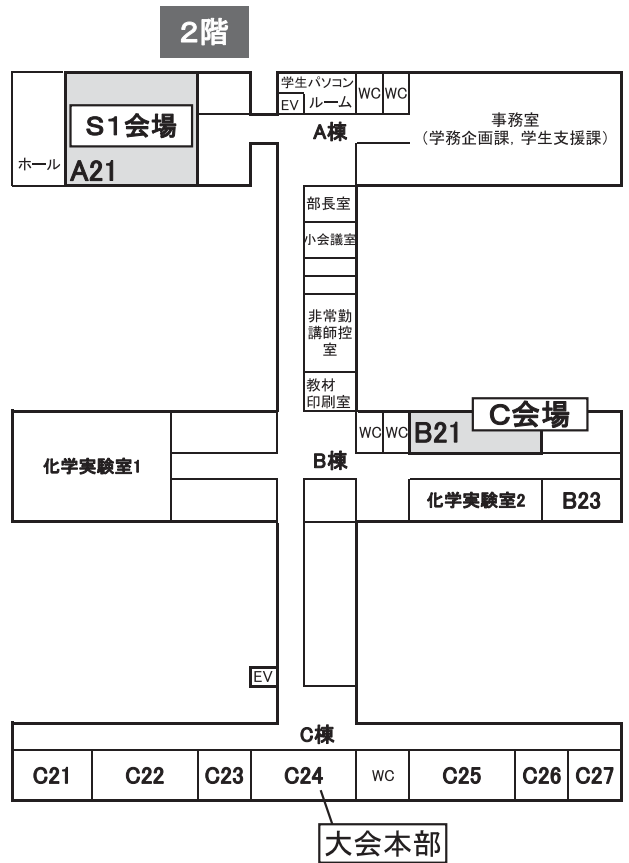 2階
学生パソコン
ルーム
EV
WC
WC
S1会場
A21
ホール
A棟
事務室
(学務企画課, 学生支援課)
部長室
小会議室
非常勤
講師控
室
教材
印刷室
C会場
WC
WC
B21
化学実験室1
B棟
化学実験室2
B23
EV
C棟
C21
C22
C23
C24
WC
C25
C26
C27
大会本部